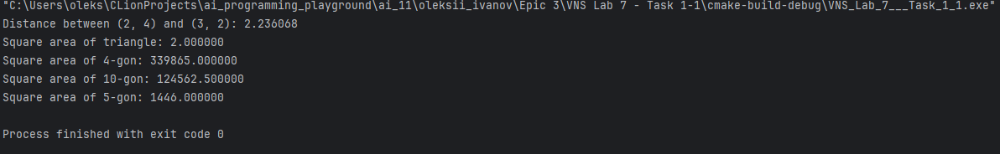 "C:\Users\oleks\CLionProjects\ai_programming_playground\ai_11\oleksii_ivanov\Epic 3\VNS Lab 7 - Task 1-1\cmake-build-debug\VNS_Lab_7___Task_1_1.exe"
Distance between (2, 4) and (3, 2): 2.236068
Square area of triangle: 2.000000
Square area of 4-gon: 339865.000000
Square area of 10-gon: 124562.500000
Square area of 5-gon: 1446.000000
Process finished with exit code 0